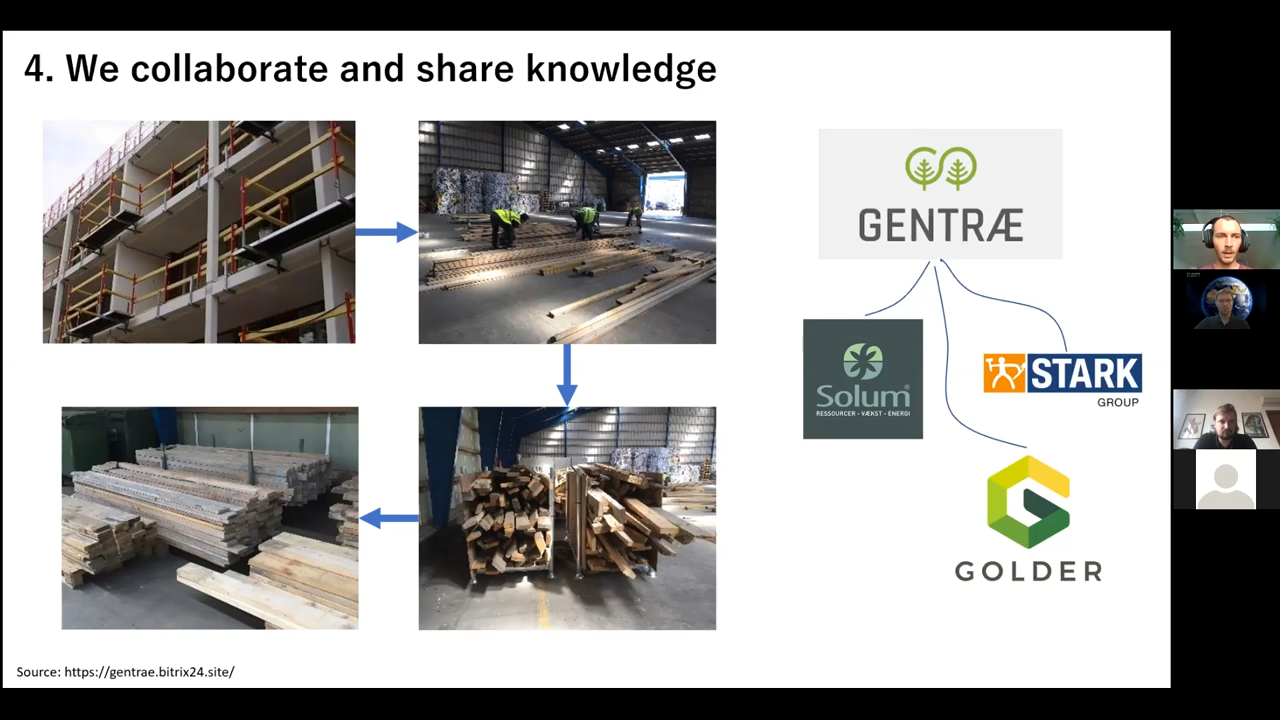 4. We collaborate and share knowledge
GENTRÆ
Solum®
RESSOURCER - VÆKST - ENERGI
STARK
GROUP
GOLDER
Source: https://gentrae.bitrix24.site/